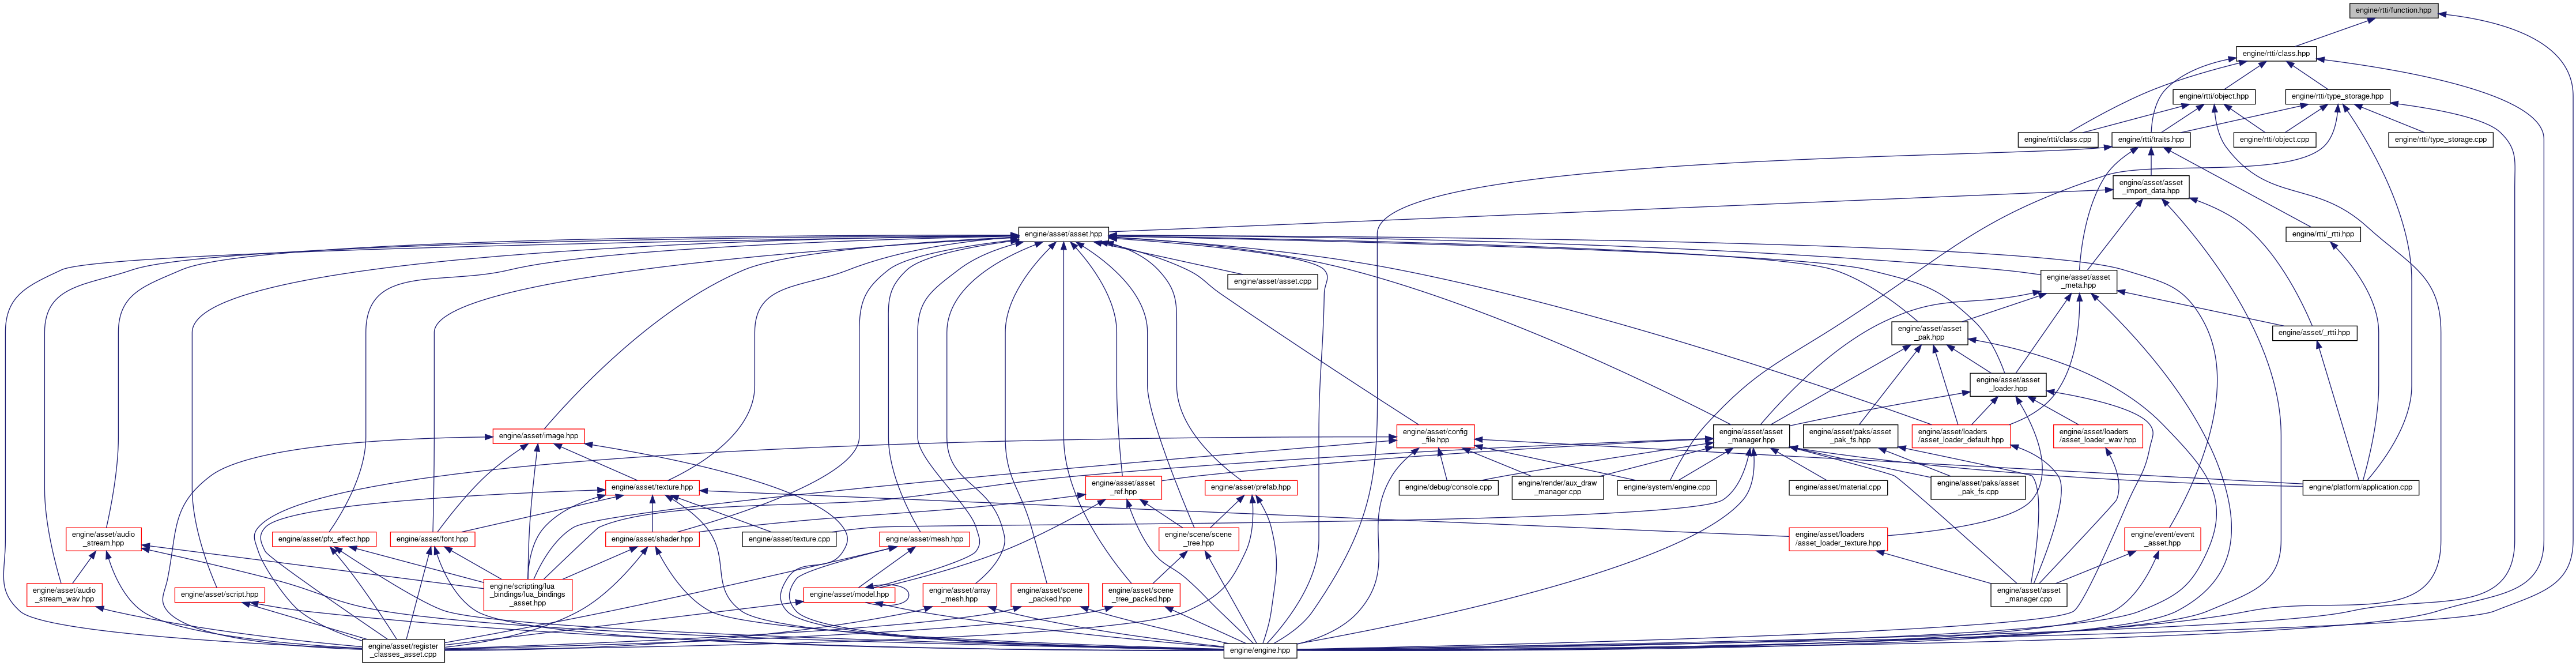 engine/rtti/function.hpp
engine/rtti/class.hpp
engine/rtti/object.hpp
engine/rtti/type_storage.hpp
engine/rtti/class.cpp
engine/rtti/traits.hpp
engine/rtti/object.cpp
engine/rtti/type_storage.cpp
engine/asset/asset
_import_data.hpp
engine/asset/asset.hpp
engine/rtti/_rtti.hpp
engine/asset/asset.cpp
engine/asset/asset
_meta.hpp
engine/asset/asset
_pak.hpp
engine/asset/_rtti.hpp
engine/asset/asset
_loader.hpp
engine/asset/image.hpp
engine/asset/config
_file.hpp
engine/asset/asset
_manager.hpp
engine/asset/paks/asset
_pak_fs.hpp
engine/asset/loaders
/asset_loader_default.hpp
engine/asset/loaders
/asset_loader_wav.hpp
engine/asset/texture.hpp
engine/asset/asset
_ref.hpp
engine/asset/prefab.hpp
engine/debug/console.cpp
engine/render/aux_draw
_manager.cpp
engine/system/engine.cpp
engine/asset/material.cpp
engine/asset/paks/asset
_pak_fs.cpp
engine/platform/application.cpp
engine/asset/audio
_stream.hpp
engine/asset/pfx_effect.hpp
engine/asset/font.hpp
engine/asset/shader.hpp
engine/asset/texture.cpp
engine/asset/mesh.hpp
engine/scene/scene
_tree.hpp
engine/asset/loaders
/asset_loader_texture.hpp
engine/event/event
_asset.hpp
engine/asset/audio
_stream_wav.hpp
engine/asset/script.hpp
engine/scripting/lua
_bindings/lua_bindings
_asset.hpp
engine/asset/model.hpp
engine/asset/array
_mesh.hpp
engine/asset/scene
_packed.hpp
engine/asset/scene
_tree_packed.hpp
engine/asset/asset
_manager.cpp
engine/asset/register
_classes_asset.cpp
engine/engine.hpp